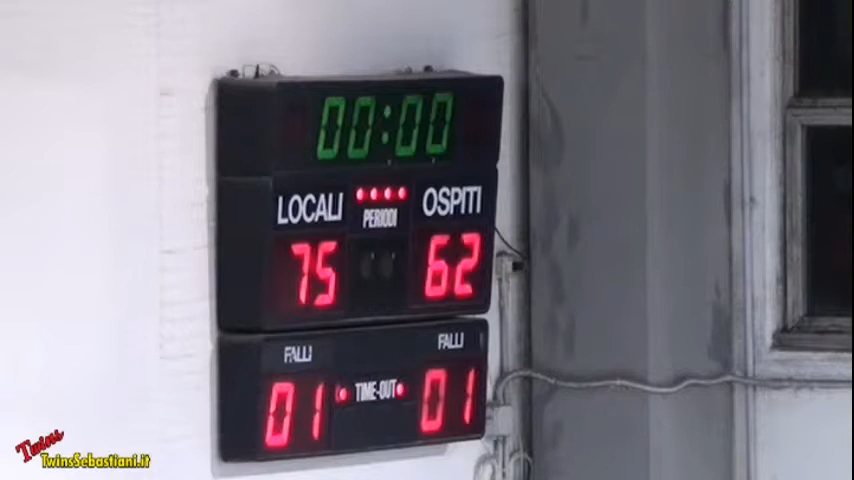 00:00
LOCALI OSPITI
PERIODI
75 62
FALLI FALLI
01 TIME-OUT 01
Twins
TwinsSebastiani.it